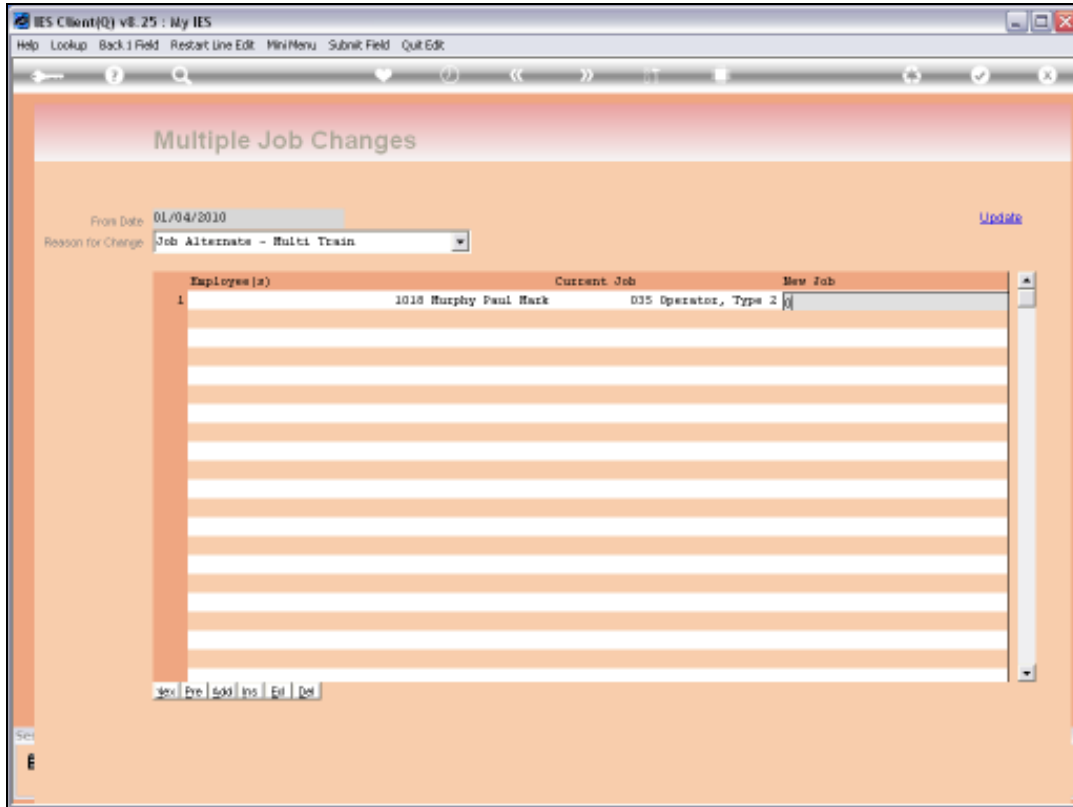 IES Client(Q) v8.25 : My IES
Help Lookup Back 1 Field Restart Line Edit MiniMenu Submit Field Quit Edit
Multiple Job Changes
From Date 01/04/2010 Update
Reason for Change Job Alternate - Multi Train
Employee(s) Current Job New Job
1 1018 Murphy Paul Mark 035 Operator, Type 2 0
Nex Pre Add Ins Edi Del